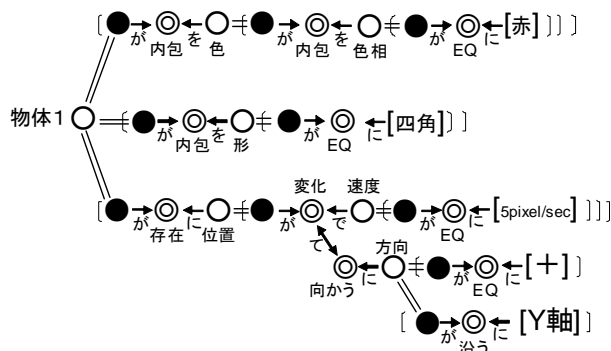 が 内包 を 色 が 内包 を 色相 が EQ に [赤]
物体1 が 内包 を 形 が EQ に [四角]
変化 速度
が 存在 に 位置 が で が EQ に [5pixel/sec]
て 方向
向かう に が EQ に [＋]
が 沿う に [Y軸]